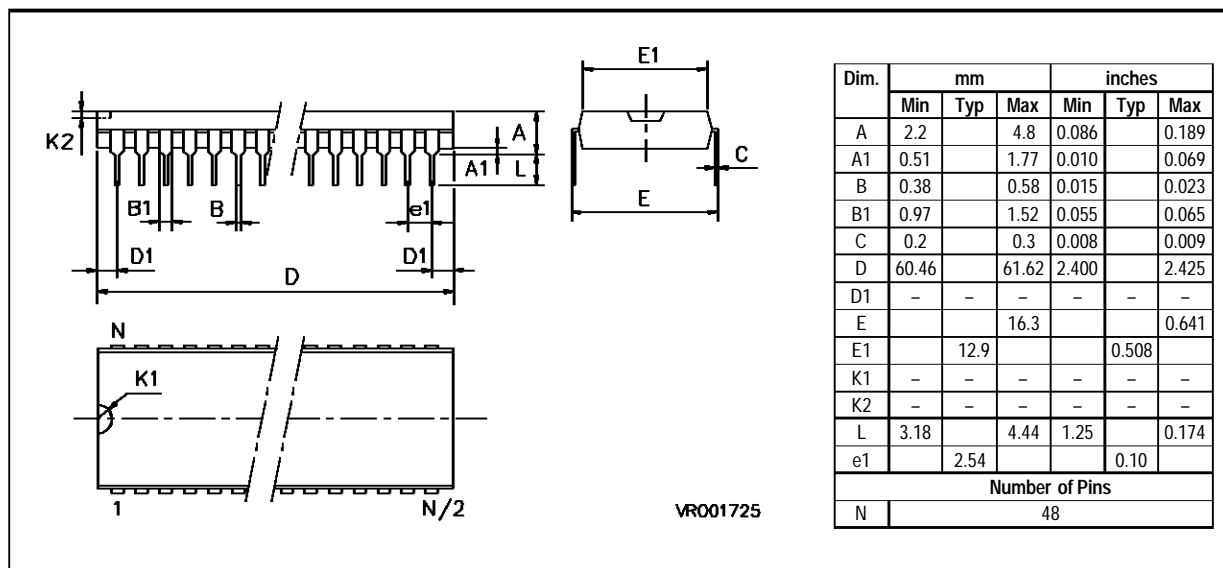 E1
K2
A
A1
L
C
B1
B
e1
E
D1
D1
D
N
K1
1
N/2
VR001725
Dim. mm inches
Min Typ Max Min Typ Max
A 2.2 4.8 0.086 0.189
A1 0.51 1.77 0.010 0.069
B 0.38 0.58 0.015 0.023
B1 0.97 1.52 0.055 0.065
C 0.2 0.3 0.008 0.009
D 60.46 61.62 2.400 2.425
D1 – – – – – –
E 16.3 0.641
E1 12.9 0.508
K1 – – – – – –
K2 – – – – – –
L 3.18 4.44 1.25 0.174
e1 2.54 0.10
Number of Pins
N 48